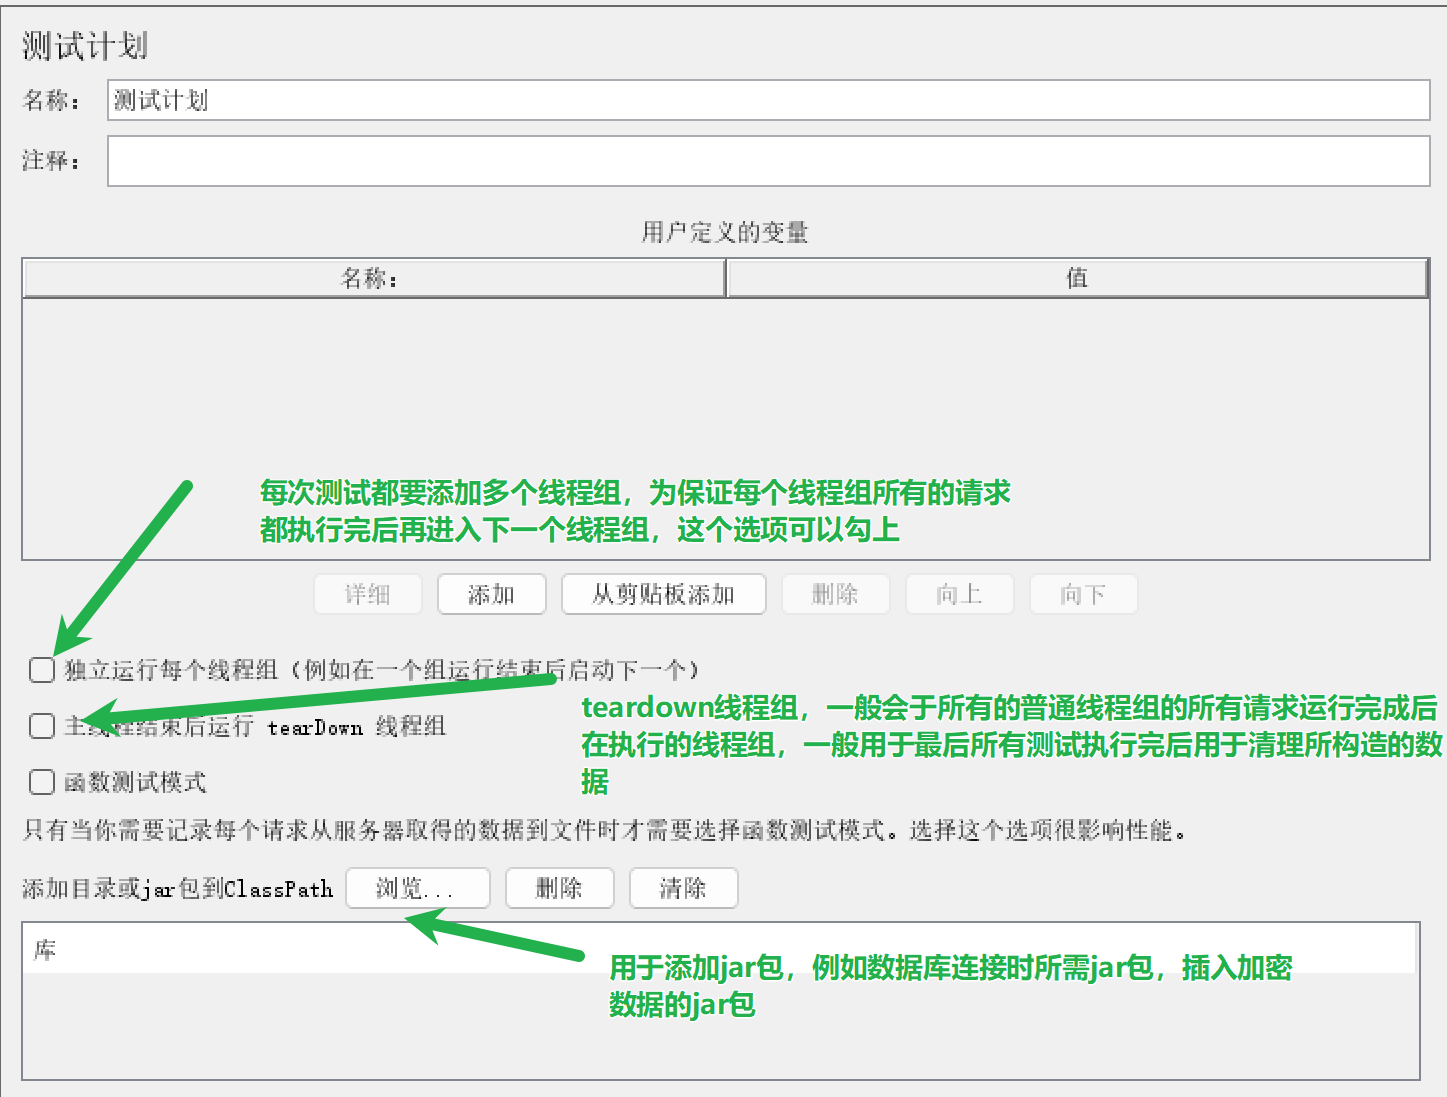 测试计划
名称： 测试计划
注释：
用户定义的变量
名称： 值
每次测试都要添加多个线程组，为保证每个线程组所有的请求
都执行完后再进入下一个线程组，这个选项可以勾上
详细 添加 从剪贴板添加 删除 向上 向下
独立运行每个线程组（例如在一个组运行结束后启动下一个）
主线程结束后运行 tearDown 线程组
teardown线程组，一般会于所有的普通线程组的所有请求运行完成后
在执行的线程组，一般用于最后所有测试执行完后用于清理所构造的数
据
函数测试模式
只有当你需要记录每个请求从服务器取得的数据到文件时才需要选择函数测试模式。选择这个选项很影响性能。
添加目录或jar包到ClassPath 浏览... 删除 清除
库
用于添加jar包，例如数据库连接时所需jar包，插入加密
数据的jar包